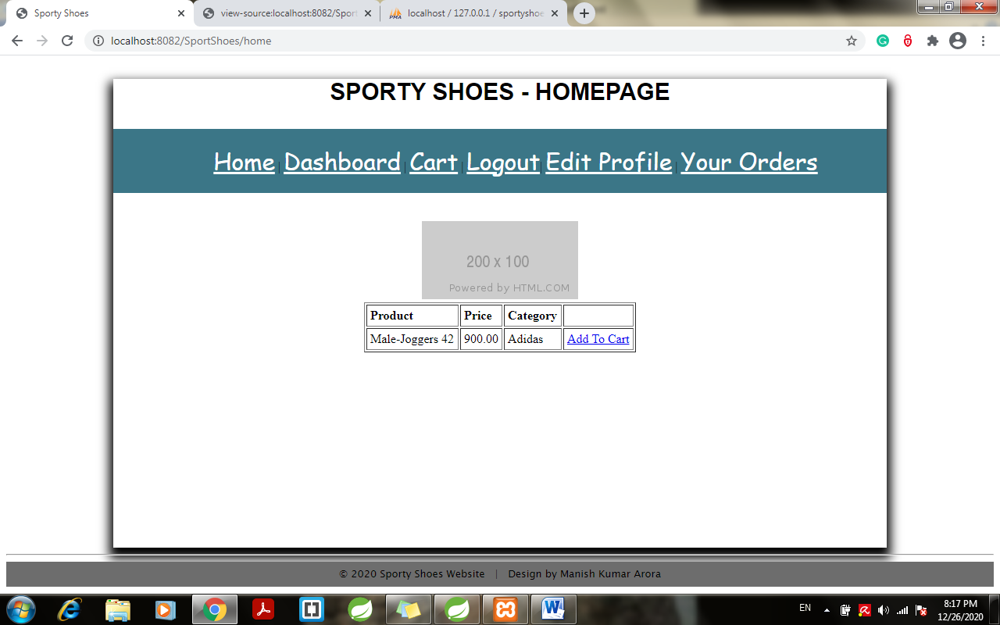 Sporty Shoes
view-source:localhost:8082/Sport
localhost / 127.0.0.1 / sportyshoe
localhost:8082/SportShoes/home
SPORTY SHOES - HOMEPAGE
Home | Dashboard | Cart | Logout | Edit Profile | Your Orders
200 x 100
Powered by HTML.COM
Product Price Category
Male-Joggers 42 900.00 Adidas Add To Cart
© 2020 Sporty Shoes Website | Design by Manish Kumar Arora
EN
8:17 PM
12/26/2020